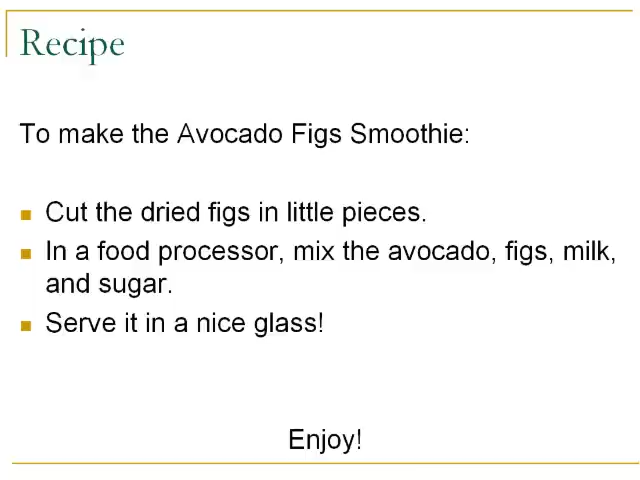 Recipe
To make the Avocado Figs Smoothie:
Cut the dried figs in little pieces.
In a food processor, mix the avocado, figs, milk,
and sugar.
Serve it in a nice glass!
Enjoy!